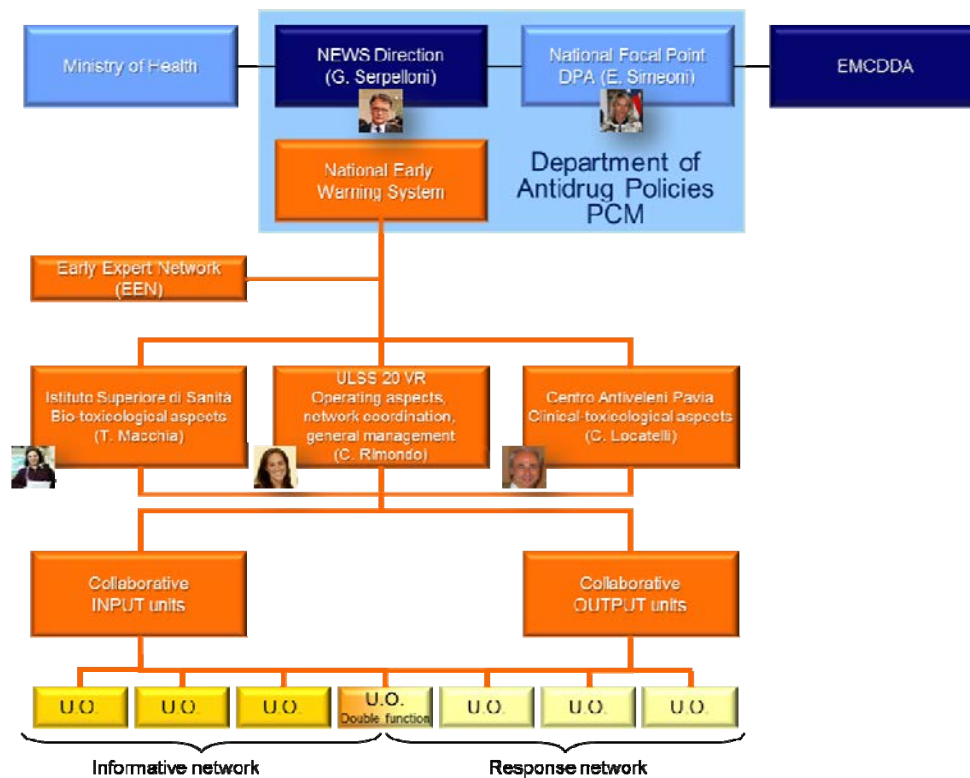 Ministry of Health
NEWS Direction
(G. Serpelloni)
National Focal Point
DPA (E. Simeoni)
EMCDDA
National Early
Warning System
Department of
Antidrug Policies
PCM
Early Expert Network
(EEN)
Istituto Superiore di Sanità
Bio-toxicological aspects
(T. Macchia)
ULSS 20 VR
Operating aspects,
network coordination,
general management
(C. Rimondo)
Centro Antiveleni Pavia
Clinical-toxicological aspects
(C. Locatelli)
Collaborative
INPUT units
Collaborative
OUTPUT units
U.O.
U.O.
U.O.
U.O.
Double function
U.O.
U.O.
U.O.
Informative network
Response network